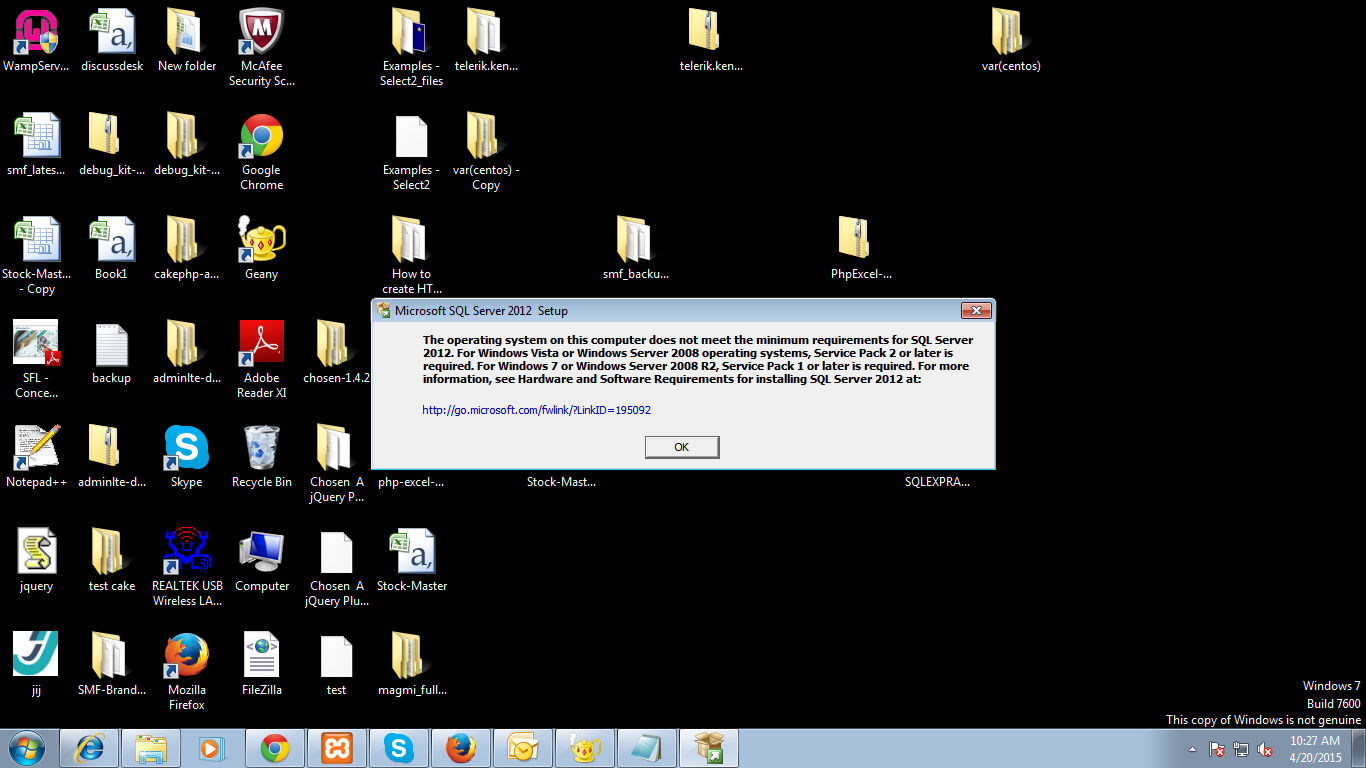 WampServ...
discussdesk
New folder
McAfee
Security Sc...
Examples -
Select2_files
telerik.ken...
telerik.ken...
var(centos)
smf_lates...
debug_kit-...
debug_kit-...
Google
Chrome
Examples -
Select2
var(centos) -
Copy
Stock-Mast...
- Copy
Book1
cakephp-a...
Geany
How to
create HT...
smf_backu...
PhpExcel-...
Microsoft SQL Server 2012 Setup
The operating system on this computer does not meet the minimum requirements for SQL Server
2012. For Windows Vista or Windows Server 2008 operating systems, Service Pack 2 or later is
required. For Windows 7 or Windows Server 2008 R2, Service Pack 1 or later is required. For more
information, see Hardware and Software Requirements for installing SQL Server 2012 at:
http://go.microsoft.com/fwlink/?LinkID=195092
OK
SFL -
Conce...
backup
adminlte-d...
Adobe
Reader XI
chosen-1.4.2
Notepad++
adminlte-d...
Skype
Recycle Bin
Chosen A
jQuery P...
php-excel-...
Stock-Mast...
SQLEXPRA...
jquery
test cake
REALTEK USB
Wireless LA...
Computer
Chosen A
jQuery Plu...
Stock-Master
jij
SMF-Brand...
Mozilla
Firefox
FileZilla
test
magmi_full...
Windows 7
Build 7600
This copy of Windows is not genuine
10:27 AM
4/20/2015